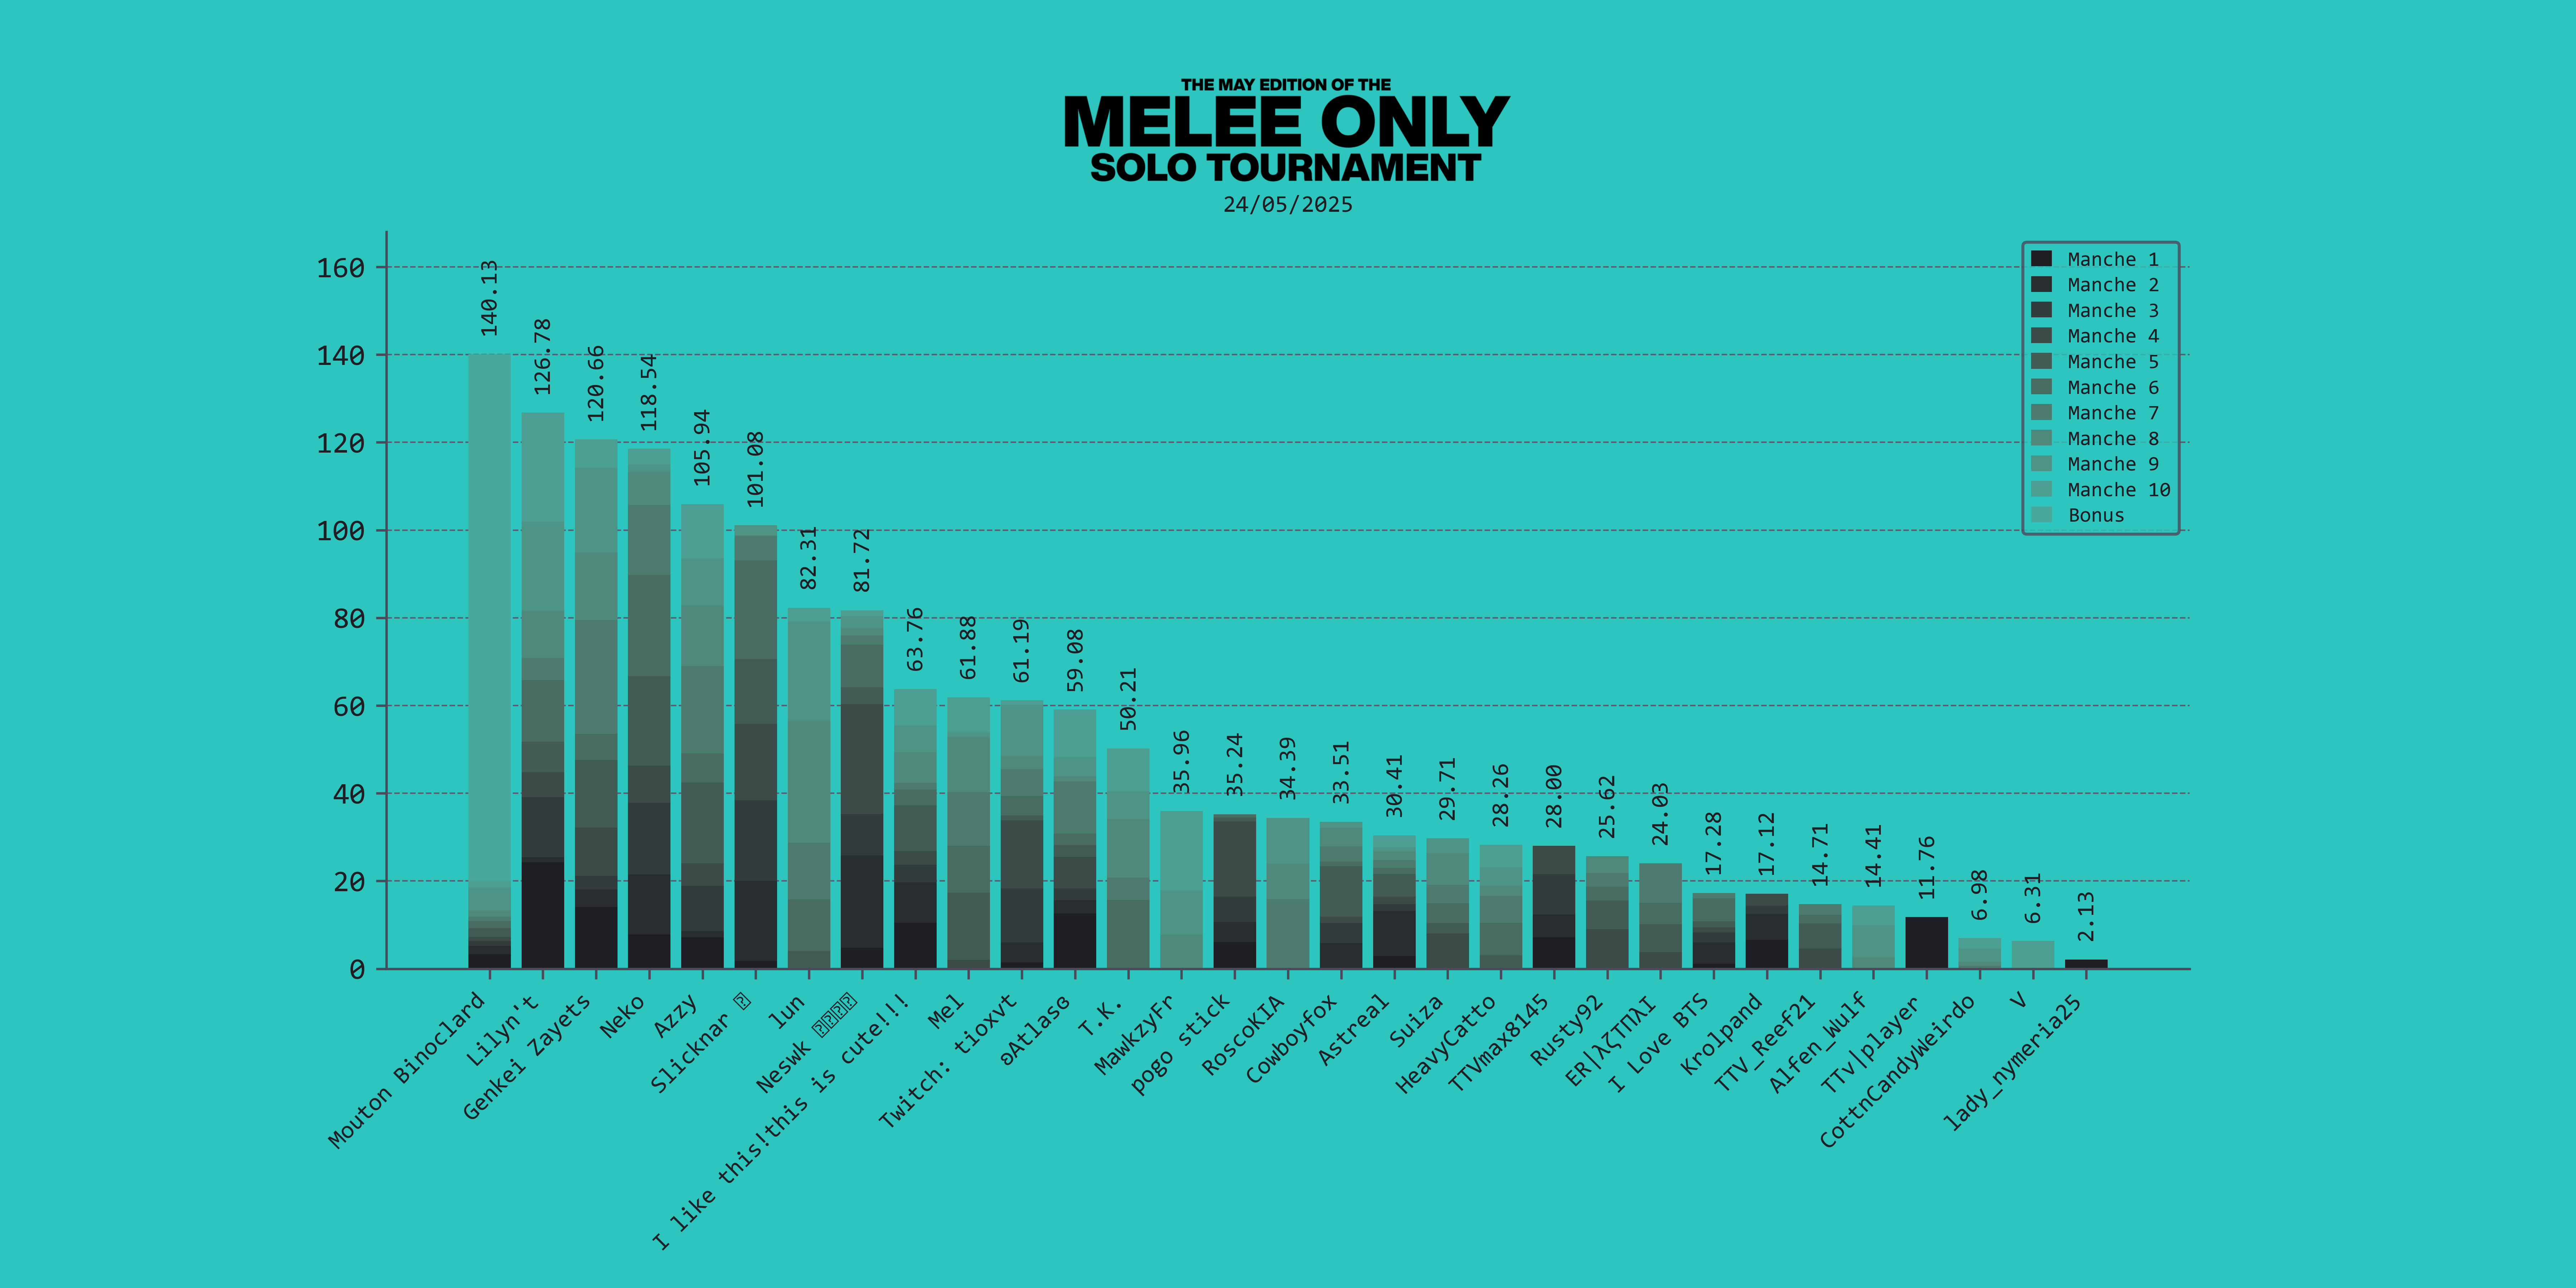 THE MAY EDITION OF THE
MELEE ONLY
SOLO TOURNAMENT
24/05/2025
160
140
120
100
80
60
40
20
0
140.13
126.78
120.66
118.54
105.94
101.08
82.31
81.72
63.76
61.88
61.19
59.08
50.21
35.96
35.24
34.39
33.51
30.41
29.71
28.26
28.00
25.62
24.03
17.28
17.12
14.71
14.41
11.76
6.98
6.31
2.13
Manche 1
Manche 2
Manche 3
Manche 4
Manche 5
Manche 6
Manche 7
Manche 8
Manche 9
Manche 10
Bonus
Mouton Binoclard
Lilyn't
Genkei Zayets
Neko
Azzy
Slicknar
lun
Neswk
I like this!this is cute!!!
Mel
Twitch: tioxvt
ʚAtlasɞ
T.K.
MawkzyFr
pogo stick
RoscoKIA
Cowboyfox
Astreal
Suiza
HeavyCatto
TTVmax8145
Rusty92
ER|λζΤΠλΙ
I Love BTS
Krolpand
TTV_Reef21
Alfen_Wulf
TTv|player
CottnCandyWeirdo
V
lady_nymeria25